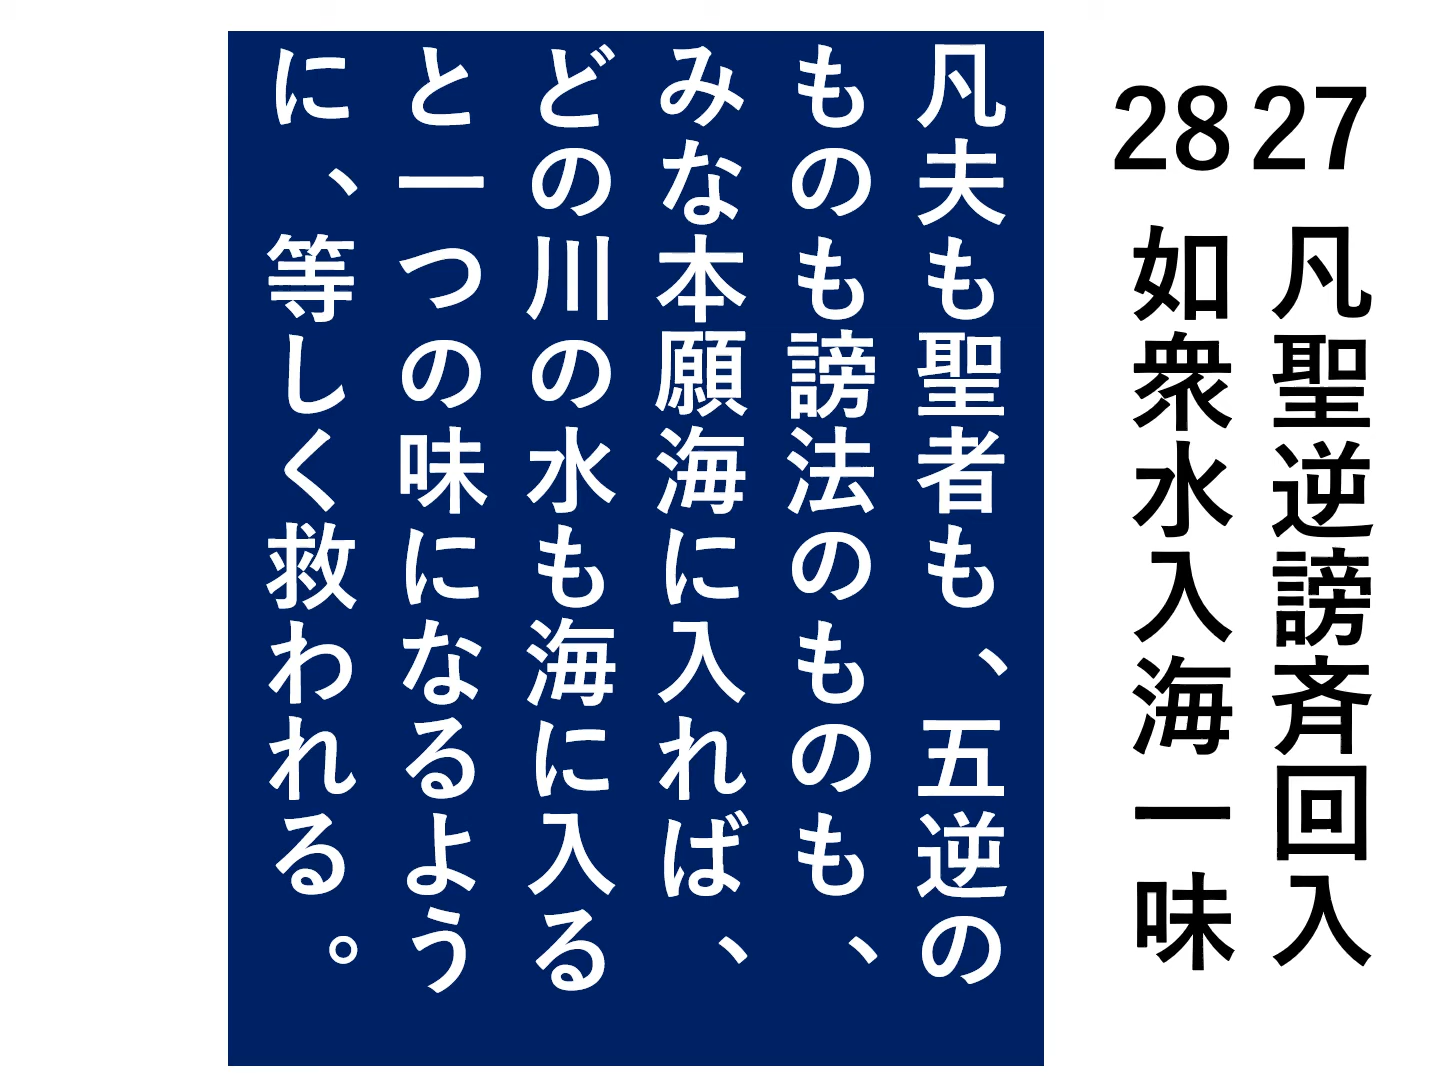 27 凡聖逆謗斉回入
28 如衆水入海一味
凡夫も聖者も、五逆の
ものも謗法のものも、
みな本願海に入れば、
どの川の水も海に入る
と一つの味になるよう
に、等しく救われる。